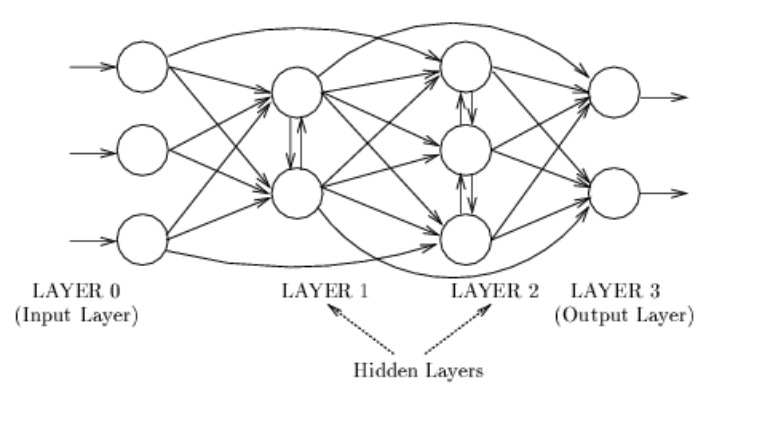 LAYER 0
(Input Layer)
LAYER 1
LAYER 2
LAYER 3
(Output Layer)
Hidden Layers